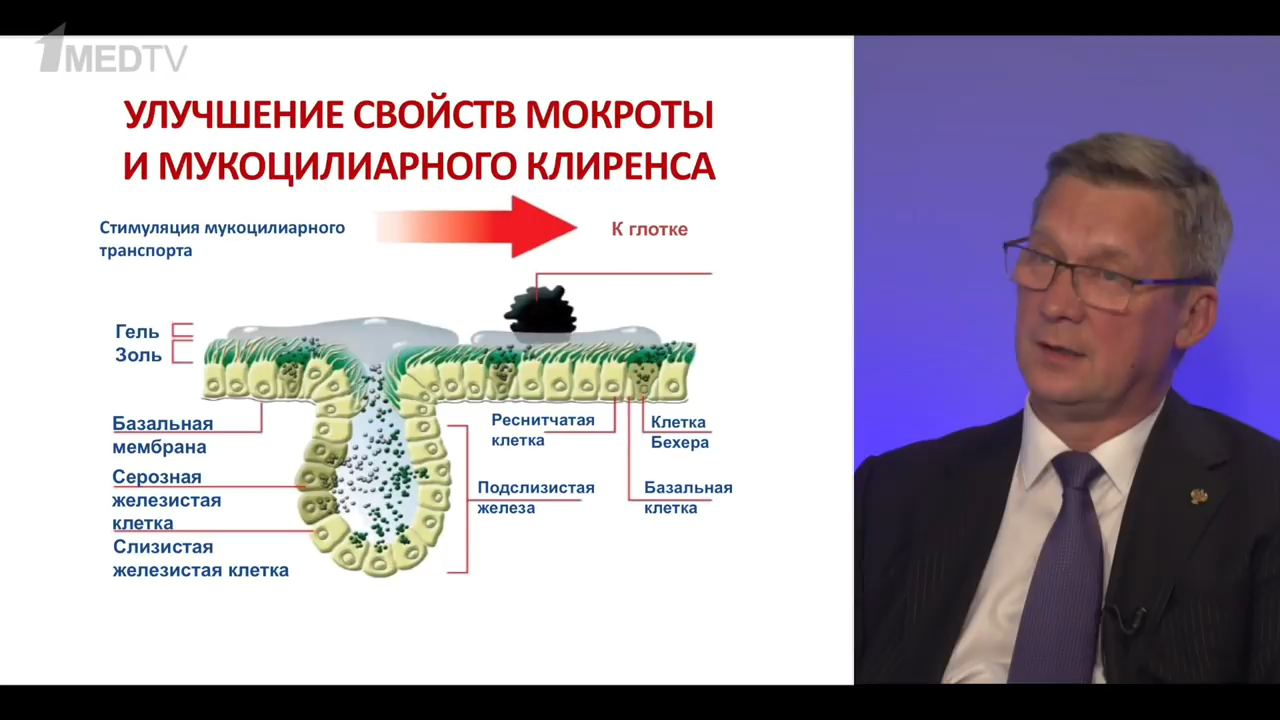 1MEDTV
УЛУЧШЕНИЕ СВОЙСТВ МОКРОТЫ
И МУКОЦИЛИАРНОГО КЛИРЕНСА
Стимуляция мукоцилиарного
транспорта
К глотке
Гель
Золь
Базальная
мембрана
Серозная
железистая
клетка
Слизистая
железистая клетка
Реснитчатая
клетка
Клетка
Бехера
Подслизистая
железа
Базальная
клетка